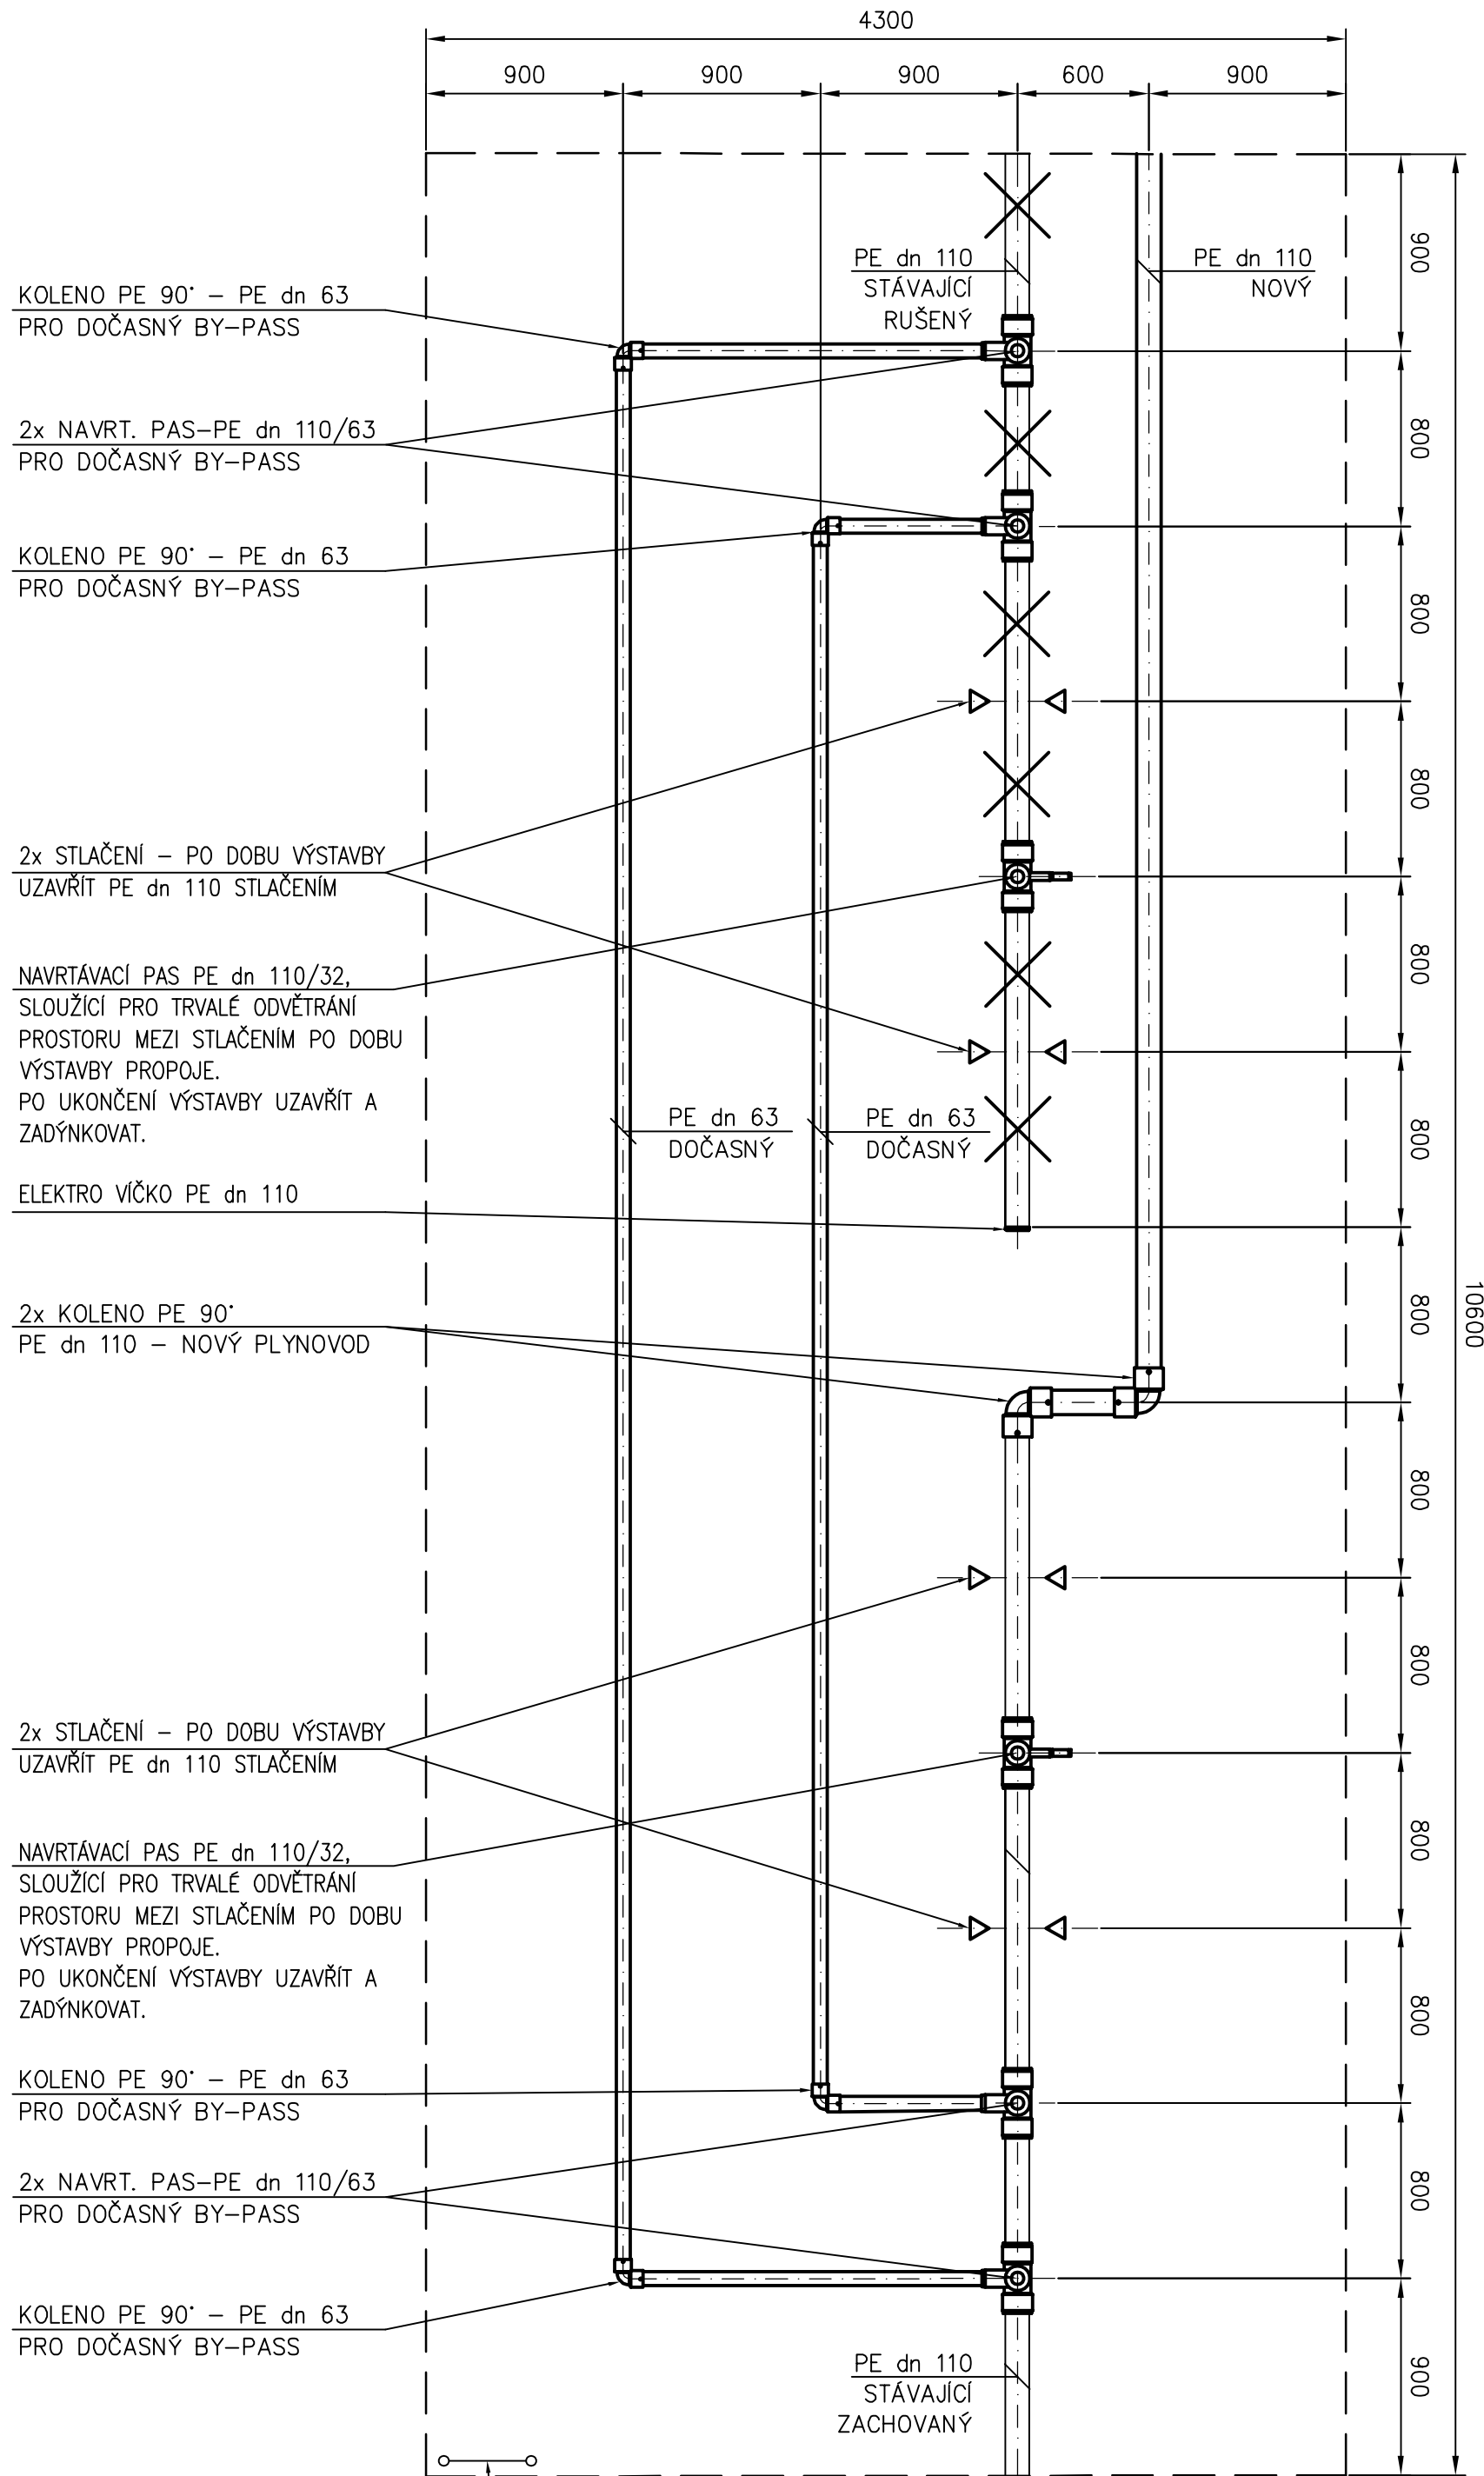 4300
900
900
900
600
900
PE dn 110
STÁVAJÍCÍ
RUŠENÝ
PE dn 110
NOVÝ
900
KOLENO PE 90° – PE dn 63
PRO DOČASNÝ BY–PASS
2x NAVRT. PAS–PE dn 110/63
PRO DOČASNÝ BY–PASS
800
KOLENO PE 90° – PE dn 63
PRO DOČASNÝ BY–PASS
800
800
2x STLAČENÍ – PO DOBU VÝSTAVBY
UZAVŘÍT PE dn 110 STLAČENÍM
800
NAVRTÁVACÍ PAS PE dn 110/32,
SLOUŽÍCÍ PRO TRVALÉ ODVĚTRÁNÍ
PROSTORU MEZI STLAČENÍM PO DOBU
VÝSTAVBY PROPOJE.
PO UKONČENÍ VÝSTAVBY UZAVŘÍT A
ZADÝNKOVAT.
PE dn 63
DOČASNÝ
PE dn 63
DOČASNÝ
800
ELEKTRO VÍČKO PE dn 110
2x KOLENO PE 90°
PE dn 110 – NOVÝ PLYNOVOD
800
10600
800
800
2x STLAČENÍ – PO DOBU VÝSTAVBY
UZAVŘÍT PE dn 110 STLAČENÍM
800
NAVRTÁVACÍ PAS PE dn 110/32,
SLOUŽÍCÍ PRO TRVALÉ ODVĚTRÁNÍ
PROSTORU MEZI STLAČENÍM PO DOBU
VÝSTAVBY PROPOJE.
PO UKONČENÍ VÝSTAVBY UZAVŘÍT A
ZADÝNKOVAT.
800
KOLENO PE 90° – PE dn 63
PRO DOČASNÝ BY–PASS
2x NAVRT. PAS–PE dn 110/63
PRO DOČASNÝ BY–PASS
800
KOLENO PE 90° – PE dn 63
PRO DOČASNÝ BY–PASS
PE dn 110
STÁVAJÍCÍ
ZACHOVANÝ
900